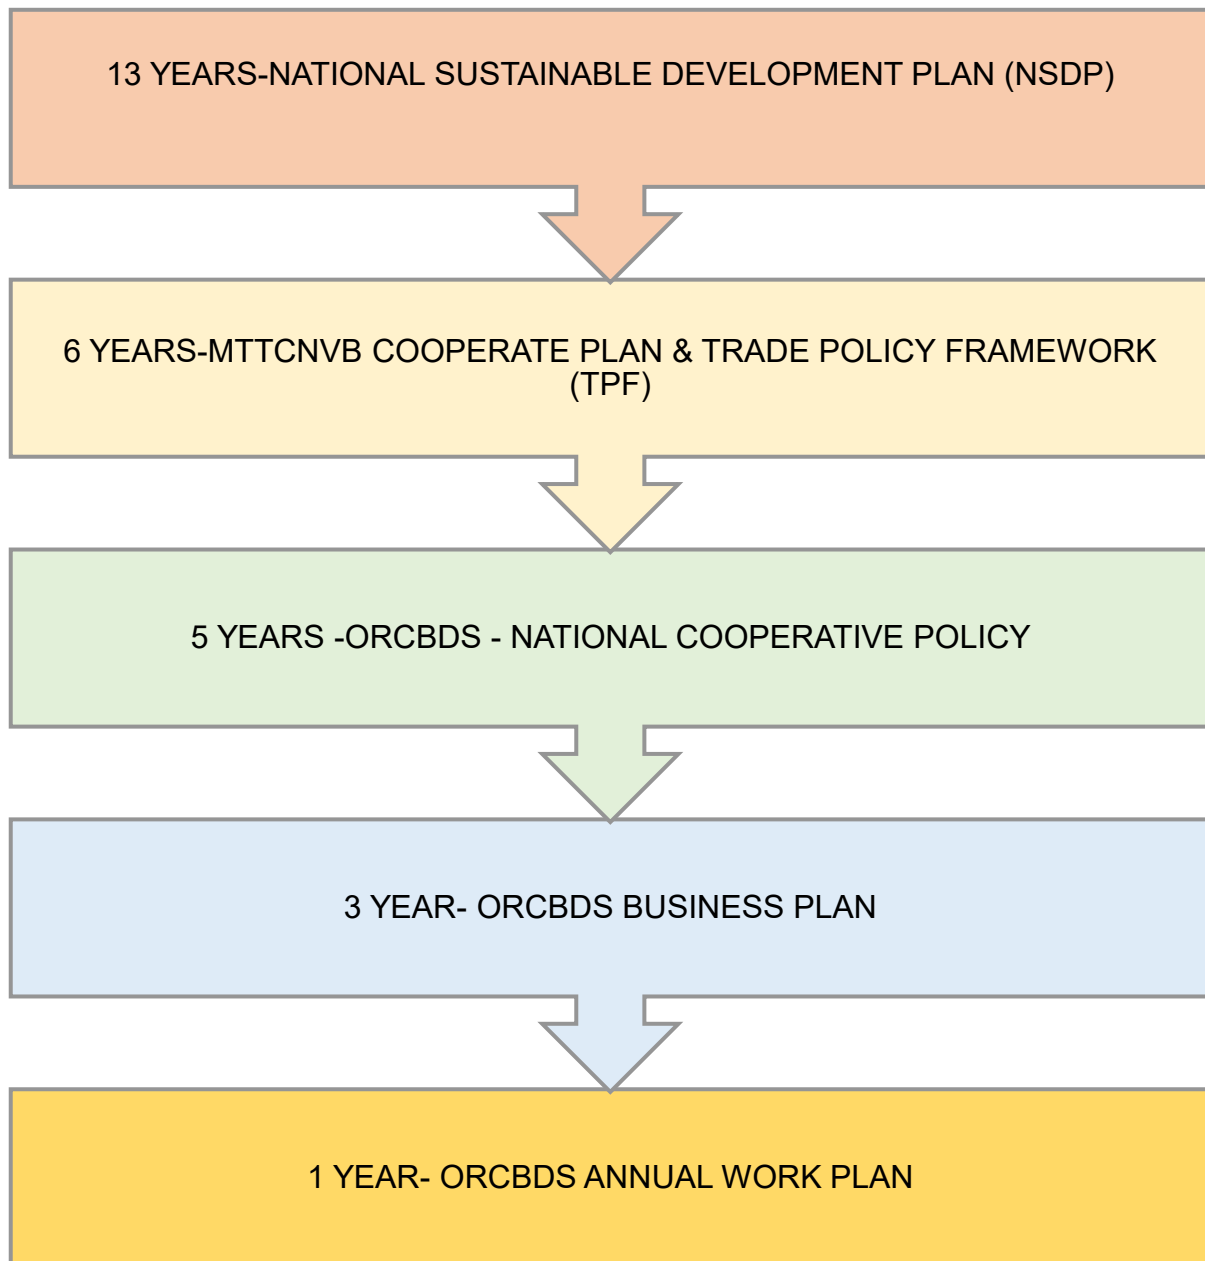 13 YEARS-NATIONAL SUSTAINABLE DEVELOPMENT PLAN (NSDP)
6 YEARS-MTTCNVB COOPERATE PLAN & TRADE POLICY FRAMEWORK
(TPF)
5 YEARS -ORCBDS - NATIONAL COOPERATIVE POLICY
3 YEAR- ORCBDS BUSINESS PLAN
1 YEAR- ORCBDS ANNUAL WORK PLAN